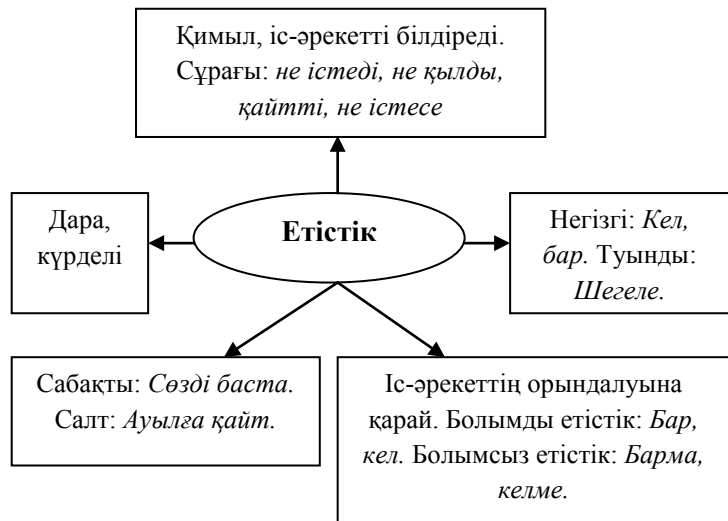 Қимыл, іс-әрекетті білдіреді.
Сұрағы: не істеді, не қылды,
қайтті, не істесе
Дара,
күрделі
Етістік
Негізгі: Кел,
бар. Туынды:
Шегеле.
Сабақты: Сөзді баста.
Салт: Ауылға қайт.
Іс-әрекеттің орындалуына
қарай. Болымды етістік: Бар,
кел. Болымсыз етістік: Барма,
келме.